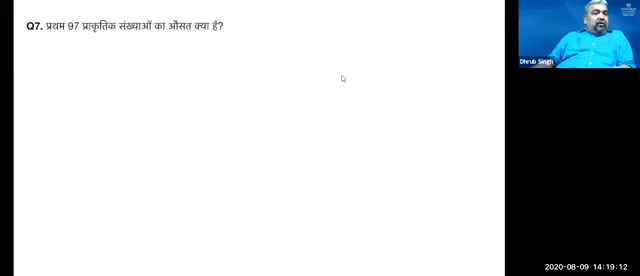 Q7. प्रथम 97 प्राकृतिक संख्याओं का औसत क्या है?
Dhrub Singh
2020-08-09 14:19:12